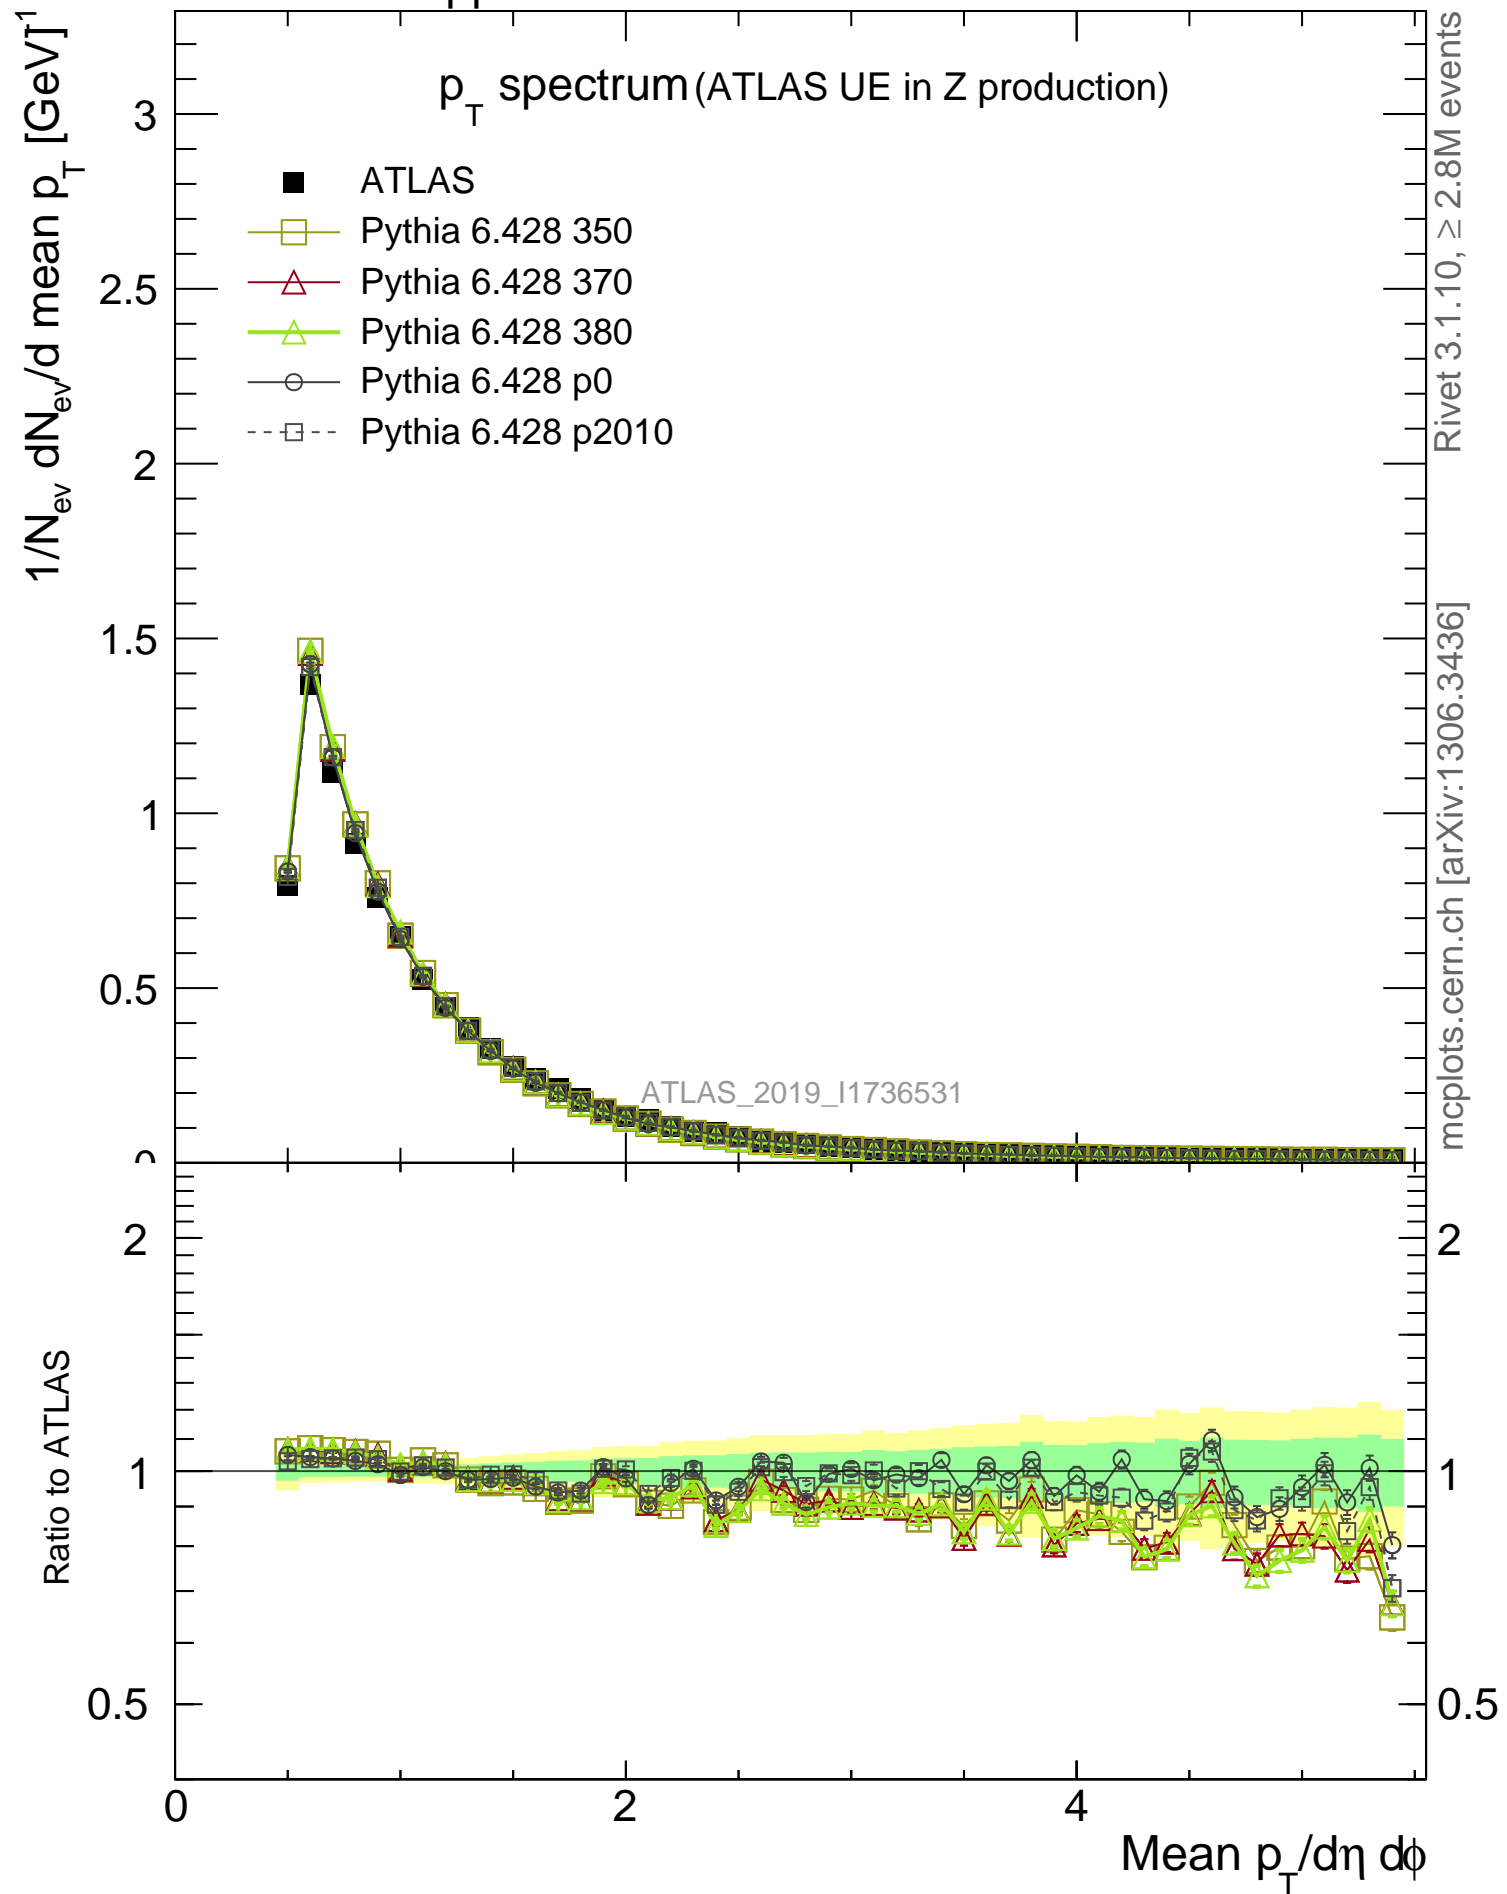 p_T spectrum (ATLAS UE in Z production)
1/N_ev dN_ev/d mean p_T [GeV]^-1
ATLAS
Pythia 6.428 350
Pythia 6.428 370
Pythia 6.428 380
Pythia 6.428 p0
Pythia 6.428 p2010
3
2.5
2
1.5
1
0.5
0
ATLAS_2019_I1736531
Rivet 3.1.10, ≥ 2.8M events
mcplots.cern.ch [arXiv:1306.3436]
Ratio to ATLAS
2
1
0.5
2
1
0.5
0
2
4
Mean p_T/dη dϕ